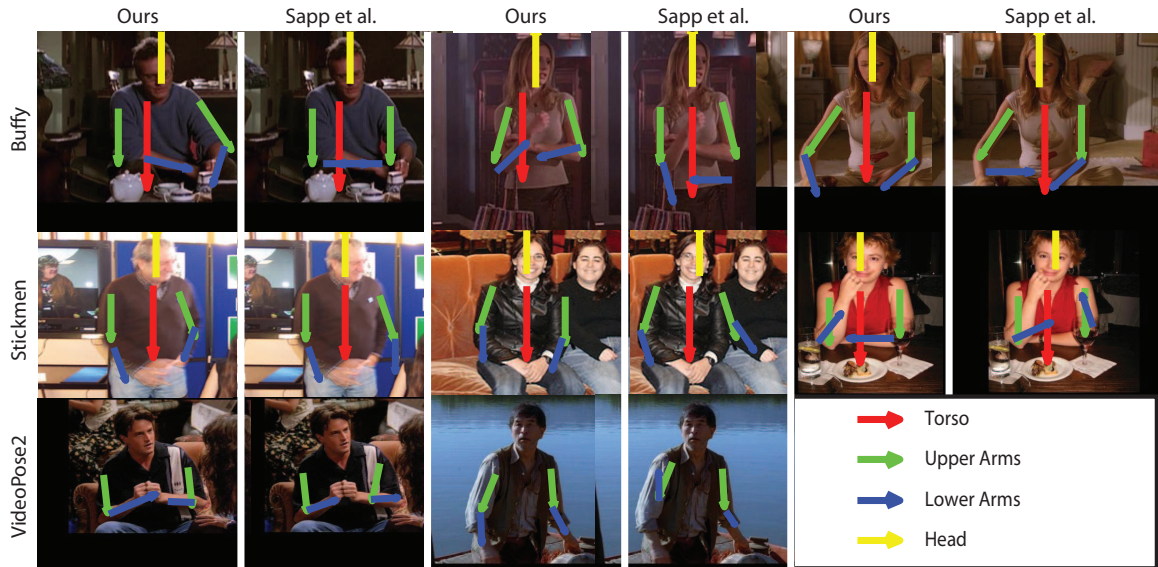 Ours Sapp et al. Ours Sapp et al. Ours Sapp et al.
Buffy
Stickmen
VideoPose2
Torso
Upper Arms
Lower Arms
Head